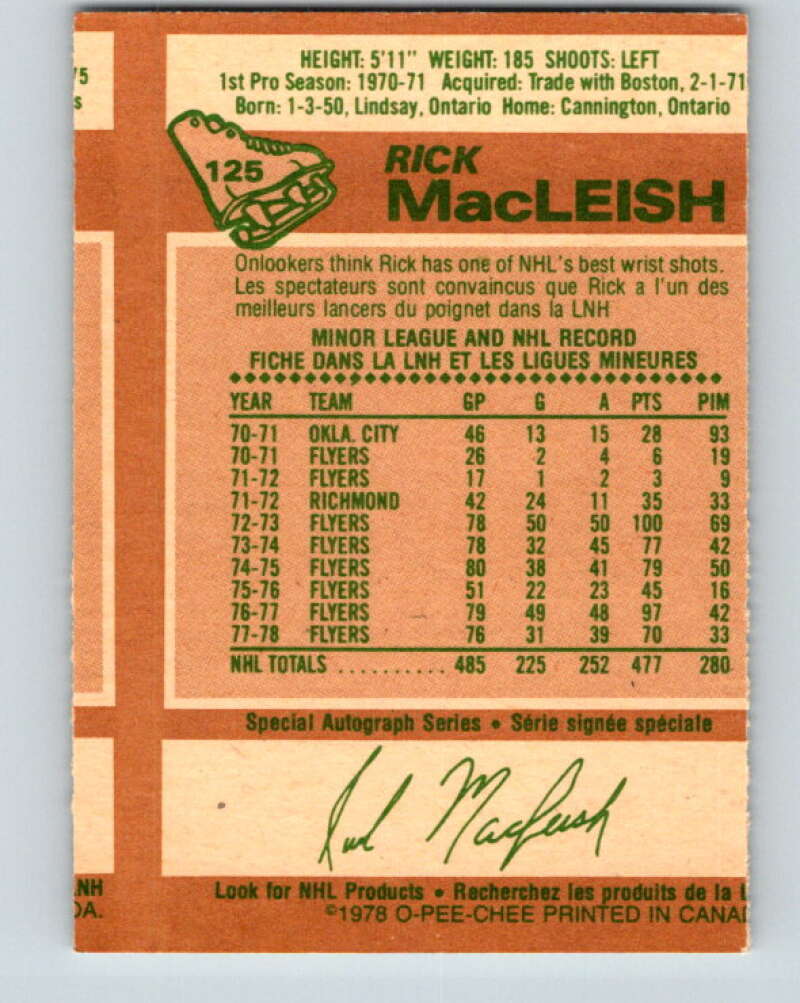 HEIGHT: 5'11" WEIGHT: 185 SHOOTS: LEFT
1st Pro Season: 1970-71 Acquired: Trade with Boston, 2-1-71
Born: 1-3-50, Lindsay, Ontario Home: Cannington, Ontario
125
RICK
MacLEISH
Onlookers think Rick has one of NHL's best wrist shots.
Les spectateurs sont convaincus que Rick a l'un des
meilleurs lancers du poignet dans la LNH
MINOR LEAGUE AND NHL RECORD
FICHE DANS LA LNH ET LES LIGUES MINEURES
YEAR TEAM GP G A PTS PIM
70-71 OKLA. CITY 46 13 15 28 93
70-71 FLYERS 26 2 4 6 19
71-72 FLYERS 17 1 2 3 9
71-72 RICHMOND 42 24 11 35 33
72-73 FLYERS 78 50 50 100 69
73-74 FLYERS 78 32 45 77 42
74-75 FLYERS 80 38 41 79 50
75-76 FLYERS 51 22 23 45 16
76-77 FLYERS 79 49 48 97 42
77-78 FLYERS 76 31 39 70 33
NHL TOTALS .......... 485 225 252 477 280
Special Autograph Series • Série signée spéciale
Rick MacLeish
NH
DA.
Look for NHL Products • Recherchez les produits de la L
©1978 O-PEE-CHEE PRINTED IN CANA